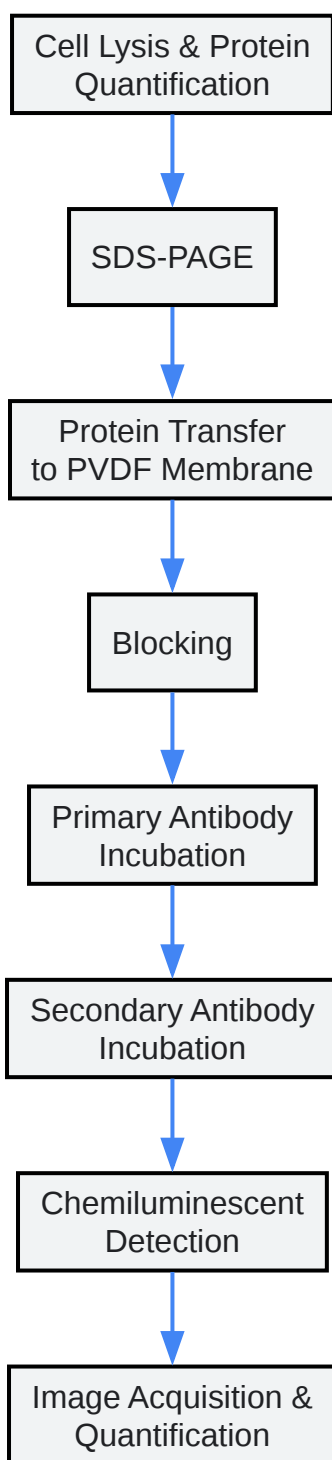 Cell Lysis & Protein
Quantification
SDS-PAGE
Protein Transfer
to PVDF Membrane
Blocking
Primary Antibody
Incubation
Secondary Antibody
Incubation
Chemiluminescent
Detection
Image Acquisition &
Quantification